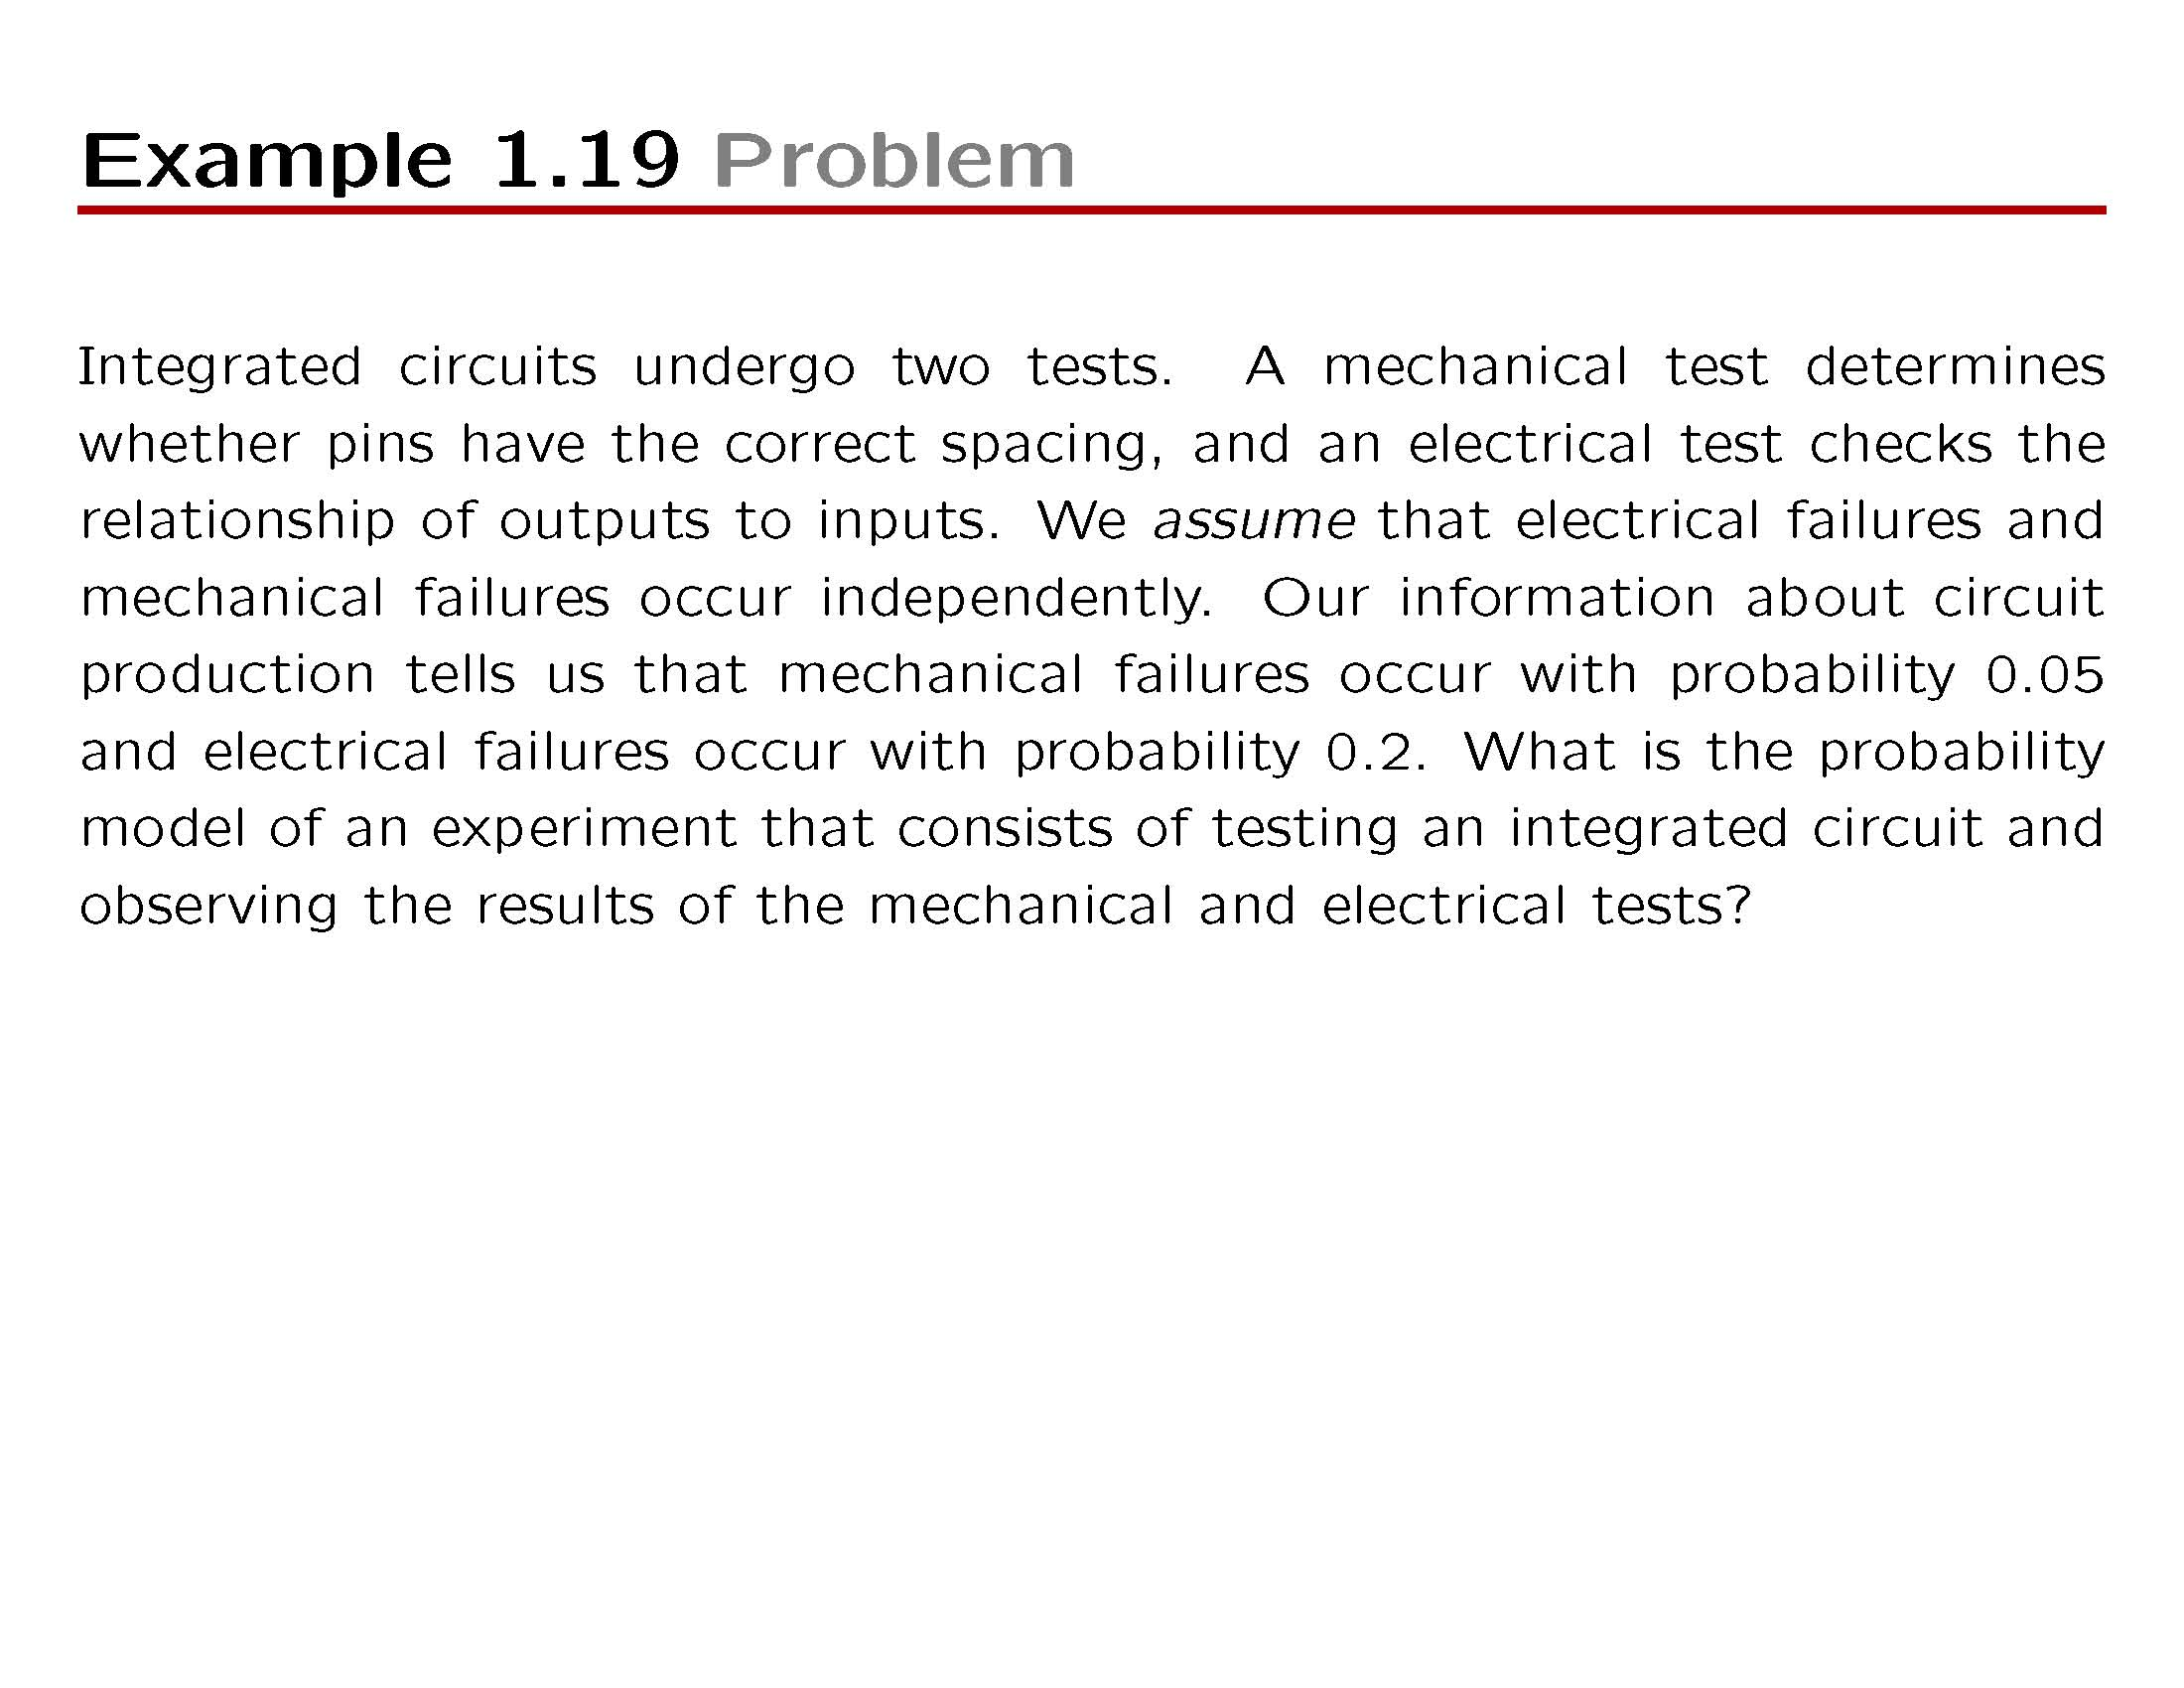 Example 1.19 Problem
Integrated circuits undergo two tests. A mechanical test determines
whether pins have the correct spacing, and an electrical test checks the
relationship of outputs to inputs. We assume that electrical failures and
mechanical failures occur independently. Our information about circuit
production tells us that mechanical failures occur with probability 0.05
and electrical failures occur with probability 0.2. What is the probability
model of an experiment that consists of testing an integrated circuit and
observing the results of the mechanical and electrical tests?